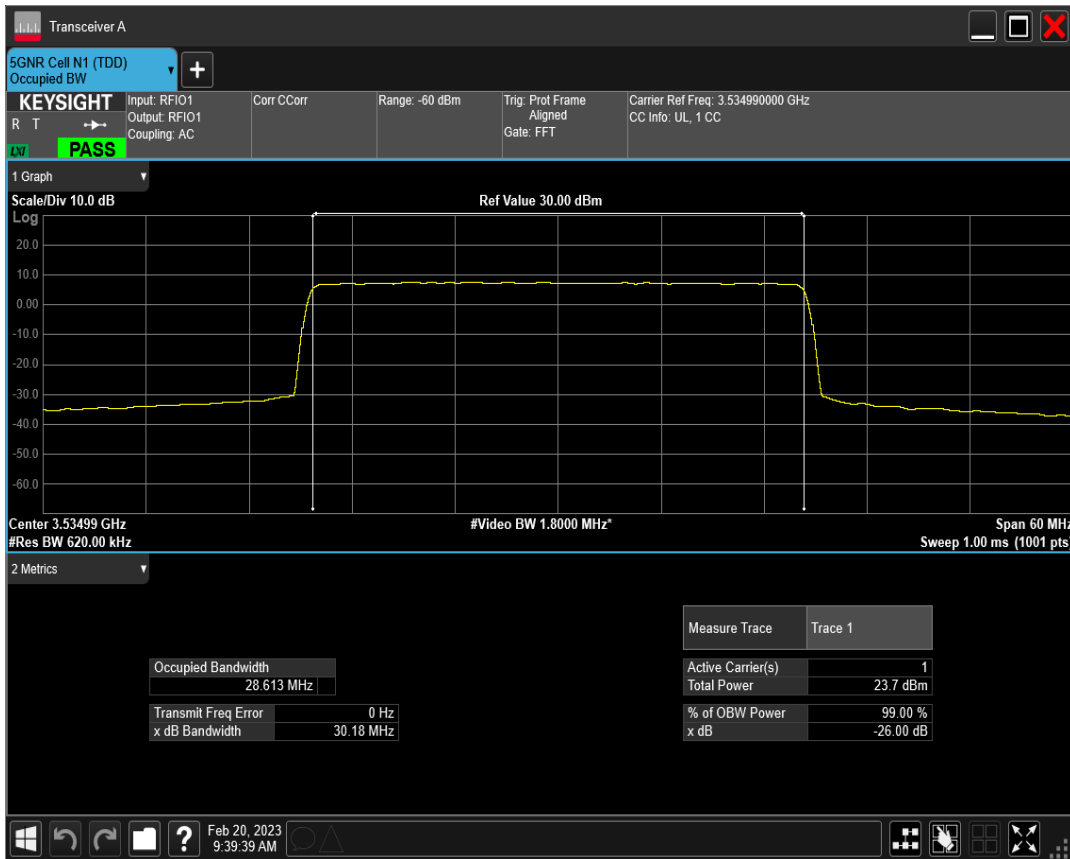 Transceiver A
5GNR Cell N1 (TDD)
Occupied BW
KEYSIGHT
R T
LXI
PASS
Input: RFIO1
Output: RFIO1
Coupling: AC
Corr CCorr
Range: -60 dBm
Trig: Prot Frame
Aligned
Gate: FFT
Carrier Ref Freq: 3.534990000 GHz
CC Info: UL, 1 CC
1 Graph
Scale/Div 10.0 dB
Ref Value 30.00 dBm
Log
20.0
10.0
0.00
-10.0
-20.0
-30.0
-40.0
-50.0
-60.0
Center 3.53499 GHz
#Video BW 1.8000 MHz*
Span 60 MHz
#Res BW 620.00 kHz
Sweep 1.00 ms (1001 pts)
2 Metrics
Measure Trace Trace 1
Occupied Bandwidth
28.613 MHz
Active Carrier(s) 1
Total Power 23.7 dBm
Transmit Freq Error 0 Hz
x dB Bandwidth 30.18 MHz
% of OBW Power 99.00 %
x dB -26.00 dB
?
Feb 20, 2023
9:39:39 AM